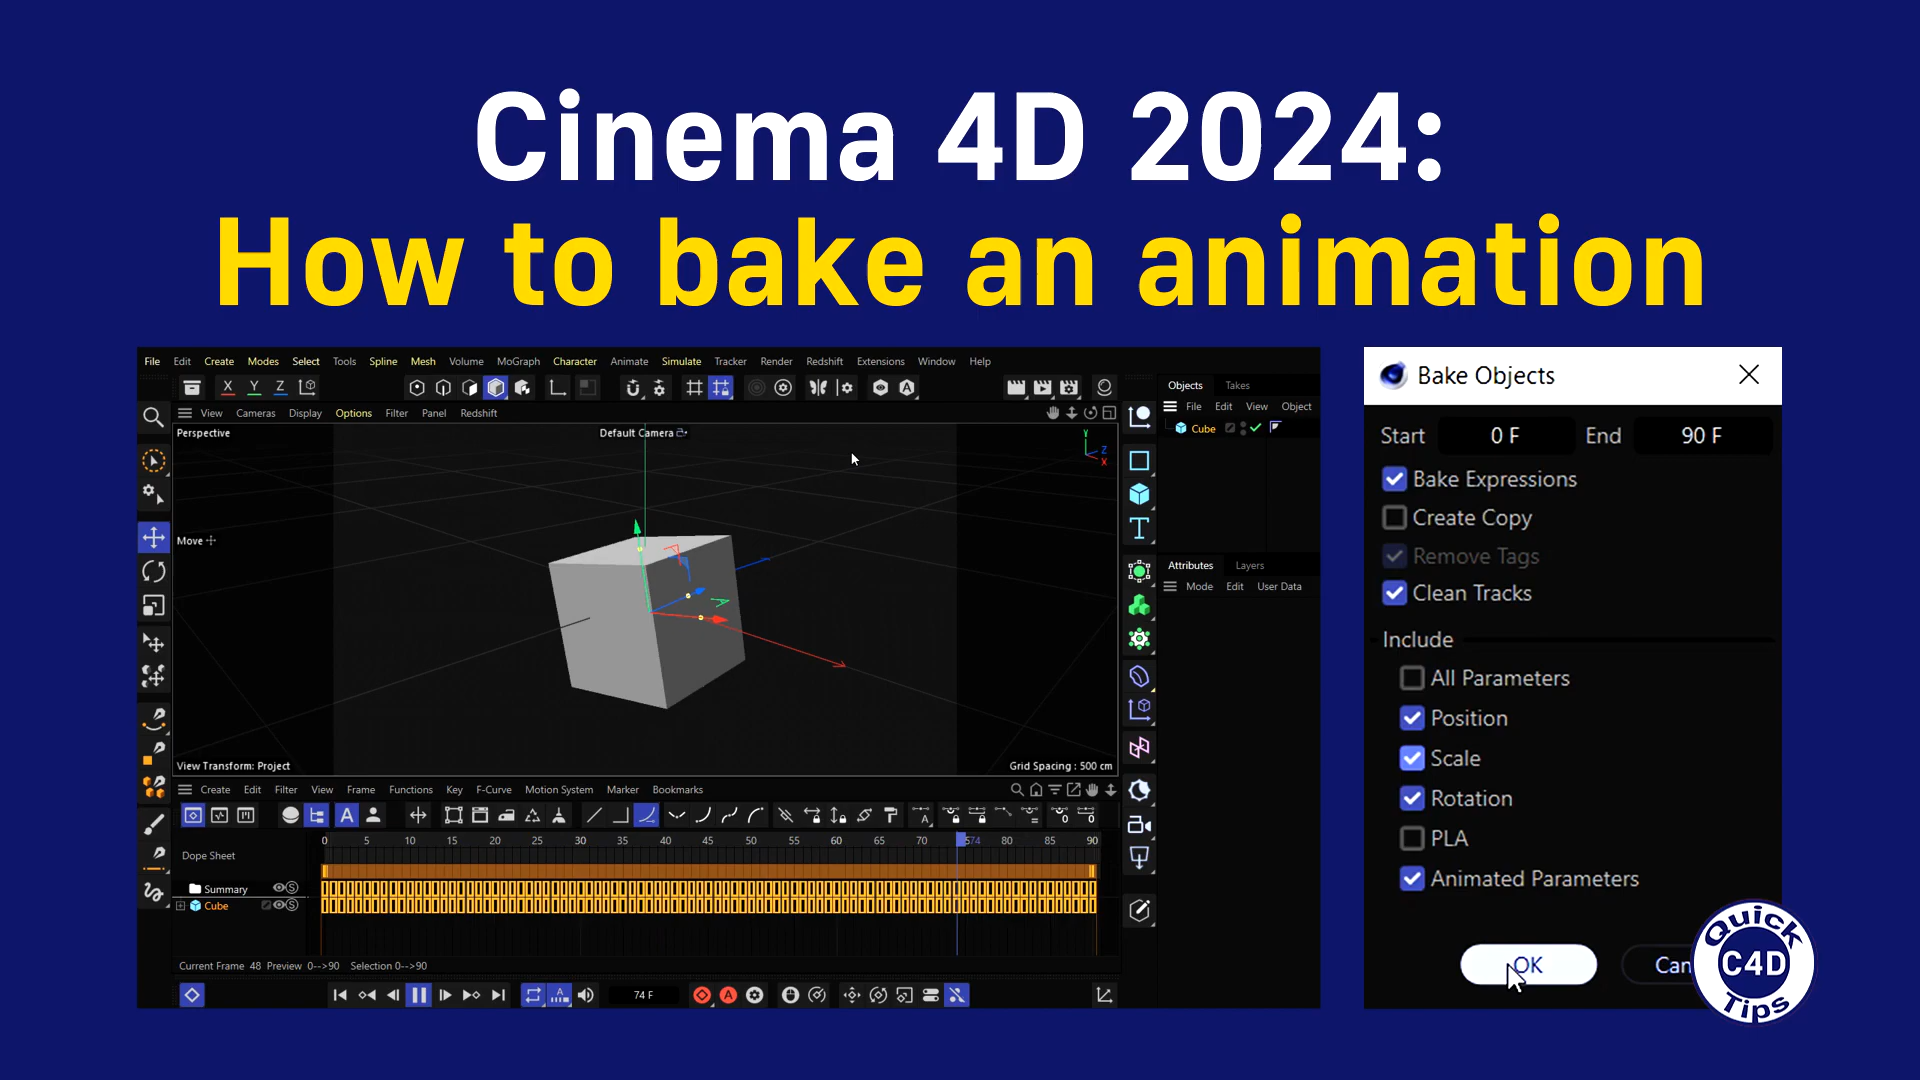 Cinema 4D 2024:
How to bake an animation
File Edit Create Modes Select Tools Spline Mesh Volume MoGraph Character Animate Simulate Tracker Render Redshift Extensions Window Help
X Y Z
Objects Takes
View Cameras Display Options Filter Panel Redshift
File Edit View Object
Perspective
Default Camera
Cube
Y
Z
X
Move
Attributes Layers
Mode Edit User Data
View Transform: Project
Grid Spacing : 500 cm
Create Edit Filter View Frame Functions Key F-Curve Motion System Marker Bookmarks
0 5 10 15 20 25 30 35 40 45 50 55 60 65 70 74 80 85 90
Dope Sheet
Summary
Cube
Current Frame 48 Preview 0-->90 Selection 0-->90
74 F
Bake Objects
Start 0 F End 90 F
Bake Expressions
Create Copy
Remove Tags
Clean Tracks
Include
All Parameters
Position
Scale
Rotation
PLA
Animated Parameters
OK
Can
Quick
C4D
Tips